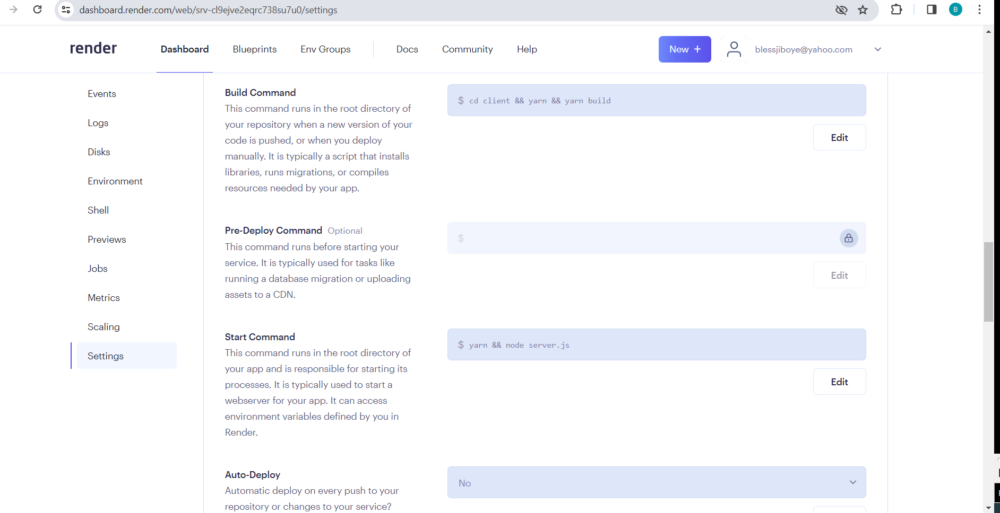 dashboard.render.com/web/srv-cl9ejve2eqrc738su7u0/settings
B
render
Dashboard
Blueprints
Env Groups
Docs
Community
Help
New +
blessjiboye@yahoo.com
Events
Logs
Disks
Environment
Shell
Previews
Jobs
Metrics
Scaling
Settings
Build Command
This command runs in the root directory of
your repository when a new version of your
code is pushed, or when you deploy
manually. It is typically a script that installs
libraries, runs migrations, or compiles
resources needed by your app.
$ cd client && yarn && yarn build
Edit
Pre-Deploy Command Optional
This command runs before starting your
service. It is typically used for tasks like
running a database migration or uploading
assets to a CDN.
$
Edit
Start Command
This command runs in the root directory of
your app and is responsible for starting its
processes. It is typically used to start a
webserver for your app. It can access
environment variables defined by you in
Render.
$ yarn && node server.js
Edit
Auto-Deploy
Automatic deploy on every push to your
repository or changes to your service?
No